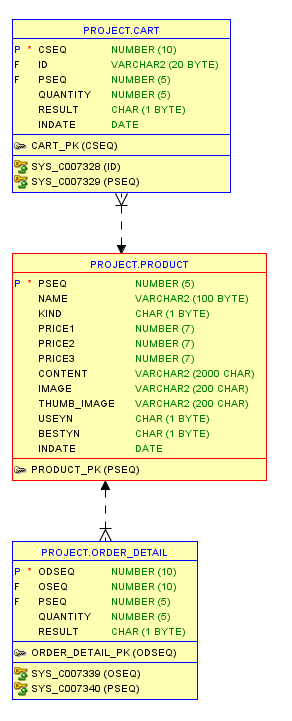 PROJECT.CART
P * CSEQ NUMBER (10)
F ID VARCHAR2 (20 BYTE)
F PSEQ NUMBER (5)
QUANTITY NUMBER (5)
RESULT CHAR (1 BYTE)
INDATE DATE
CART_PK (CSEQ)
SYS_C007328 (ID)
SYS_C007329 (PSEQ)
PROJECT.PRODUCT
P * PSEQ NUMBER (5)
NAME VARCHAR2 (100 BYTE)
KIND CHAR (1 BYTE)
PRICE1 NUMBER (7)
PRICE2 NUMBER (7)
PRICE3 NUMBER (7)
CONTENT VARCHAR2 (2000 CHAR)
IMAGE VARCHAR2 (200 CHAR)
THUMB_IMAGE VARCHAR2 (200 CHAR)
USEYN CHAR (1 BYTE)
BESTYN CHAR (1 BYTE)
INDATE DATE
PRODUCT_PK (PSEQ)
PROJECT.ORDER_DETAIL
P * ODSEQ NUMBER (10)
F OSEQ NUMBER (10)
F PSEQ NUMBER (5)
QUANTITY NUMBER (5)
RESULT CHAR (1 BYTE)
ORDER_DETAIL_PK (ODSEQ)
SYS_C007339 (OSEQ)
SYS_C007340 (PSEQ)